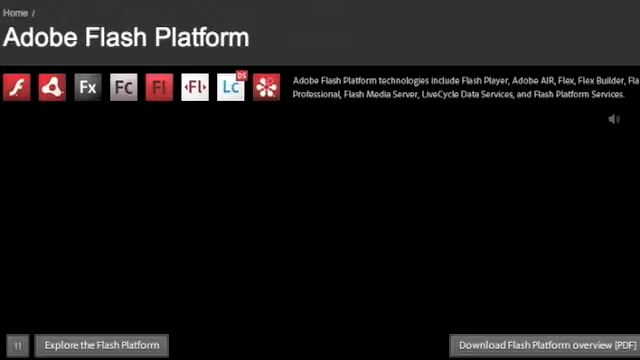 Home /
Adobe Flash Platform
Fx Fc Fl Fl Lc DS
Adobe Flash Platform technologies include Flash Player, Adobe AIR, Flex, Flex Builder, Fla
Professional, Flash Media Server, LiveCycle Data Services, and Flash Platform Services.
Explore the Flash Platform
Download Flash Platform overview [PDF]